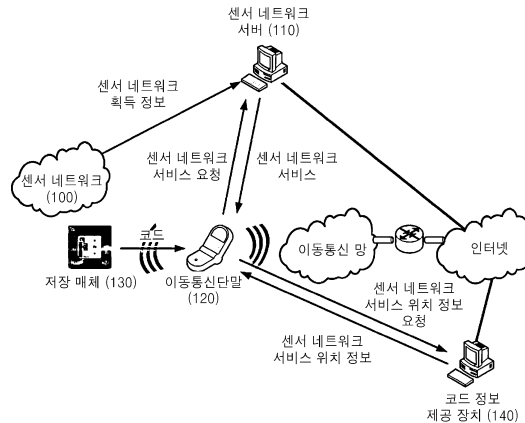 센서 네트워크
서버 (110)
센서 네트워크
획득 정보
센서 네트워크
서비스 요청
센서 네트워크
서비스
센서 네트워크
(100)
코드
저장 매체 (130)
이동통신단말
(120)
이동통신 망
인터넷
센서 네트워크
서비스 위치 정보
요청
센서 네트워크
서비스 위치 정보
코드 정보
제공 장치 (140)